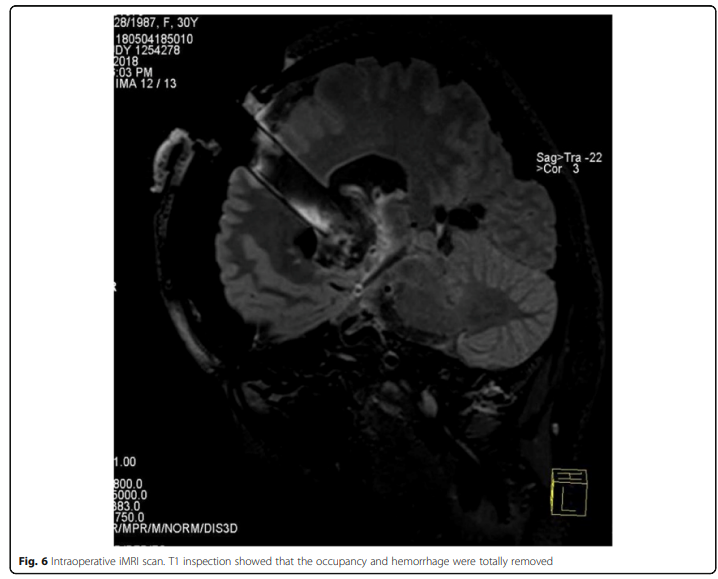 28/1987, F, 30Y
180504185010
DY 1254278
2018
:03 PM
IMA 12 / 13
Sag>Tra -22
>Cor 3
R
1.00
800.0
5000.0
383.0
750.0
R/MPR/M/NORM/DIS3D
H
L
Fig. 6 Intraoperative iMRI scan. T1 inspection showed that the occupancy and hemorrhage were totally removed